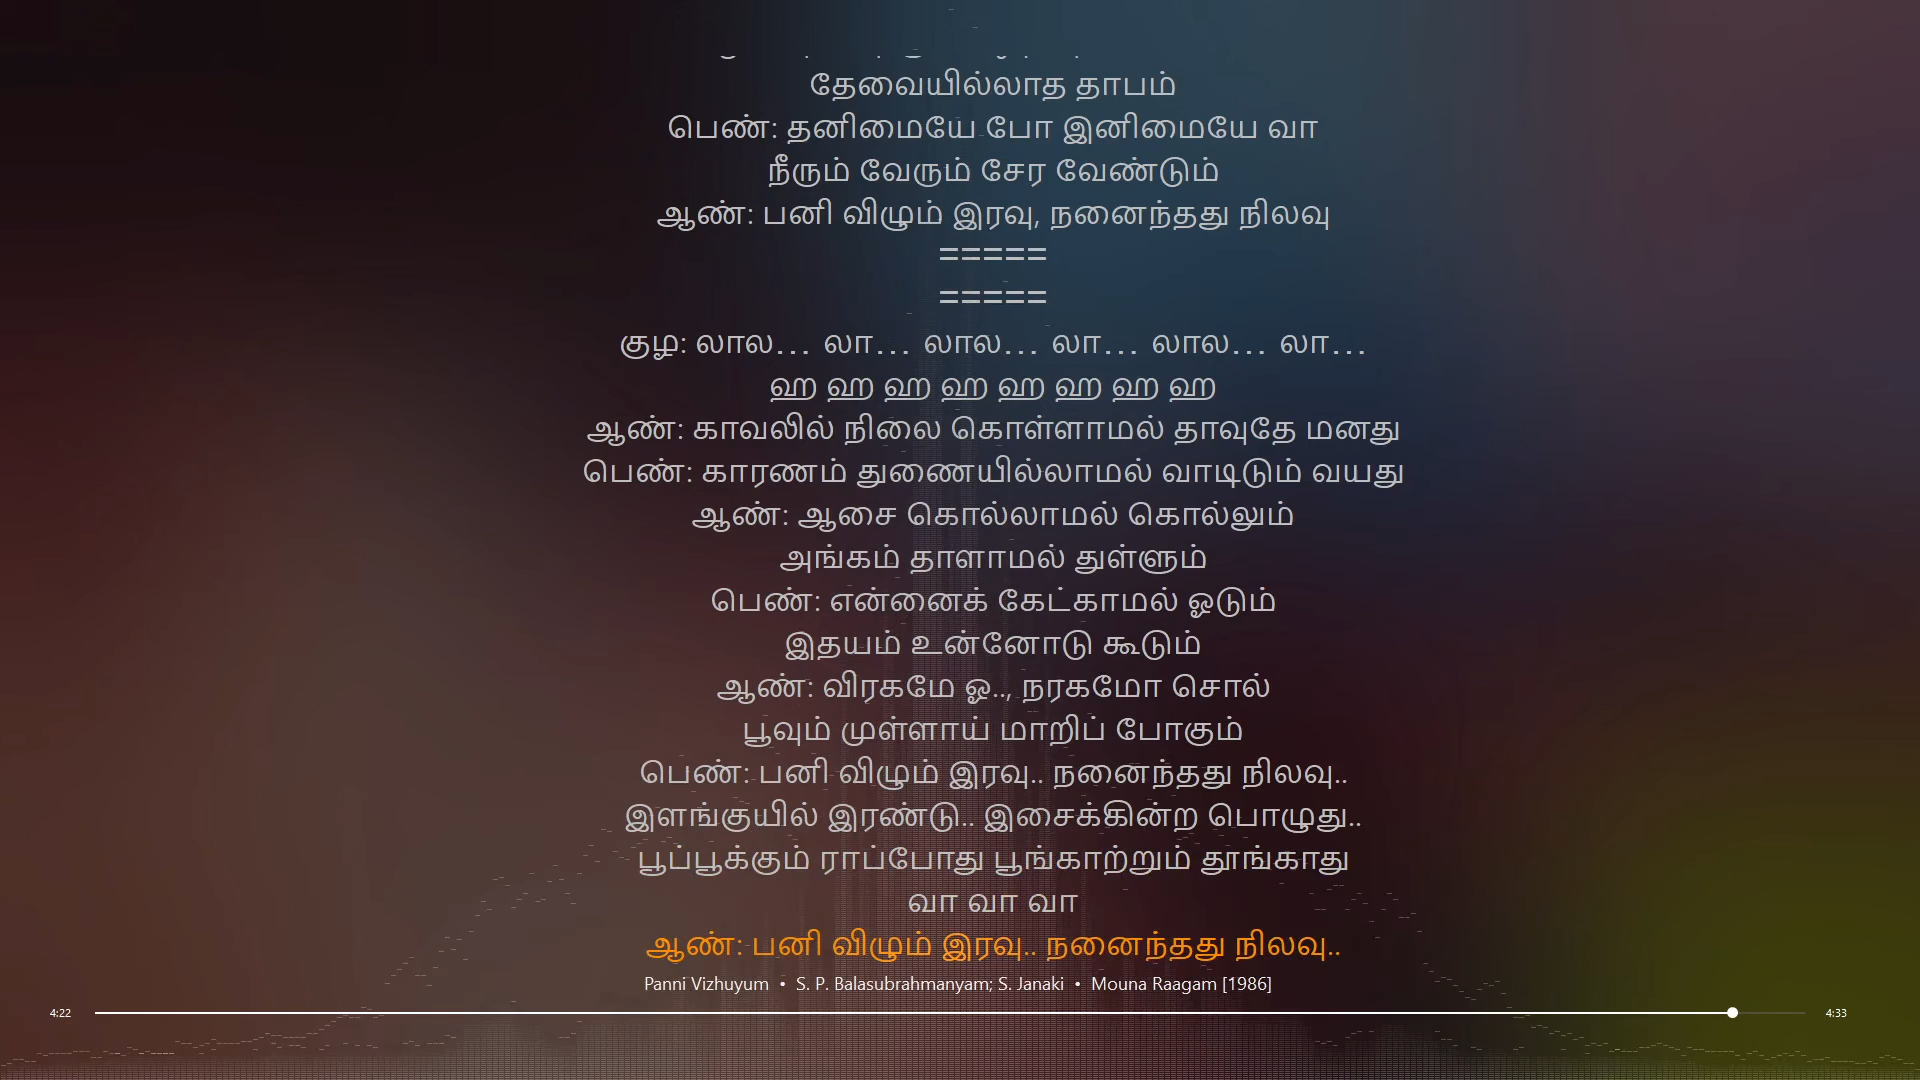 தேவையில்லாத தாபம்
பெண்: தனிமையே போ இனிமையே வா
நீரும் வேரும் சேர வேண்டும்
ஆண்: பனி விழும் இரவு, நனைந்தது நிலவு
=====
=====
குழ: லால... லா... லால... லா... லால... லா...
ஹ ஹ ஹ ஹ ஹ ஹ ஹ ஹ
ஆண்: காவலில் நிலை கொள்ளாமல் தாவுதே மனது
பெண்: காரணம் துணையில்லாமல் வாடிடும் வயது
ஆண்: ஆசை கொல்லாமல் கொல்லும்
அங்கம் தாளாமல் துள்ளும்
பெண்: என்னைக் கேட்காமல் ஓடும்
இதயம் உன்னோடு கூடும்
ஆண்: விரகமே ஓ.., நரகமோ சொல்
பூவும் முள்ளாய் மாறிப் போகும்
பெண்: பனி விழும் இரவு.. நனைந்தது நிலவு..
இளங்குயில் இரண்டு.. இசைக்கின்ற பொழுது..
பூப்பூக்கும் ராப்போது பூங்காற்றும் தூங்காது
வா வா வா
ஆண்: பனி விழும் இரவு.. நனைந்தது நிலவு..
Panni Vizhuyum • S. P. Balasubrahmanyam; S. Janaki • Mouna Raagam [1986]
4:22 4:33